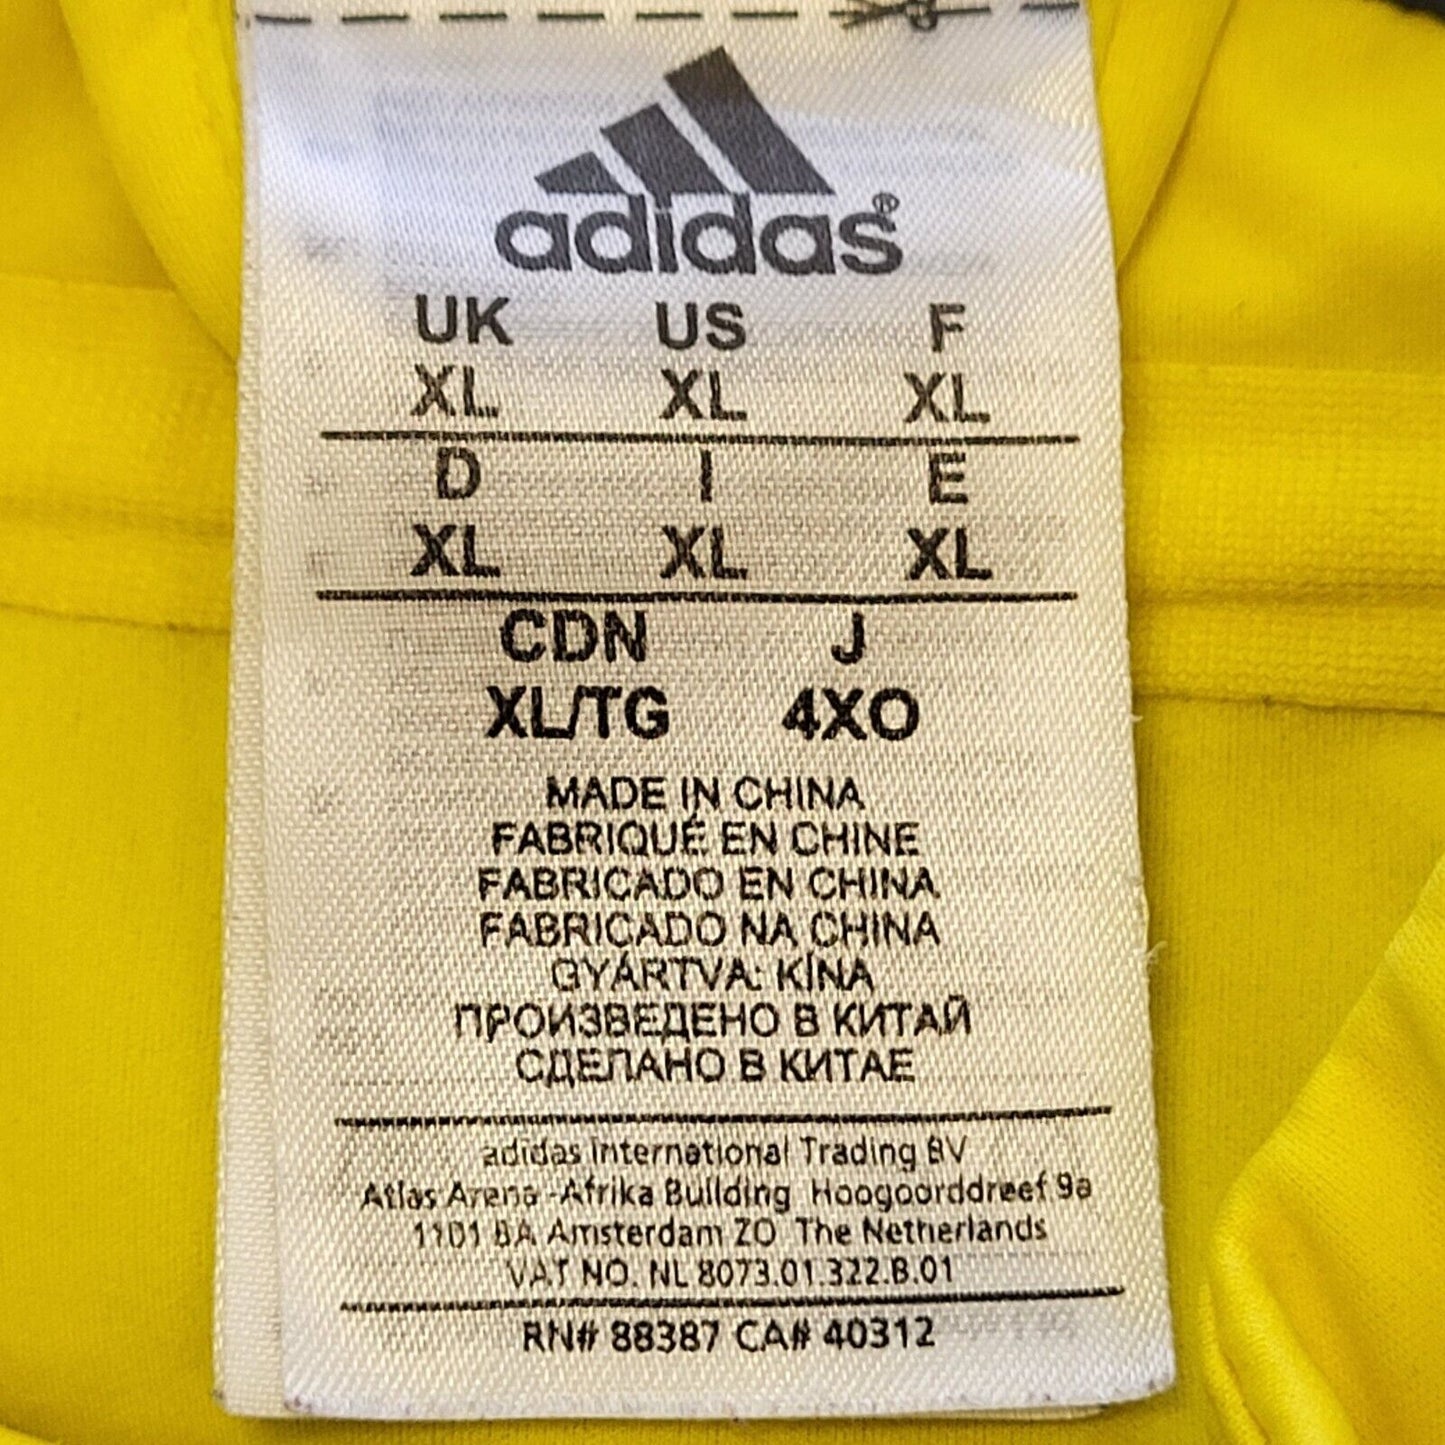 adidas®
UK US F
XL XL XL
D I E
XL XL XL
CDN J
XL/TG 4XO
MADE IN CHINA
FABRIQUÉ EN CHINE
FABRICADO EN CHINA
FABRICADO NA CHINA
GYÁRTVA: KÍNA
ПРОИЗВЕДЕНО В КИТАЙ
СДЕЛАНО В КИТАЕ
adidas International Trading BV
Atlas Arena -Afrika Building Hoogoorddreef 9a
1101 BA Amsterdam ZO The Netherlands
VAT NO. NL 8073.01.322.B.01
RN# 88387 CA# 40312